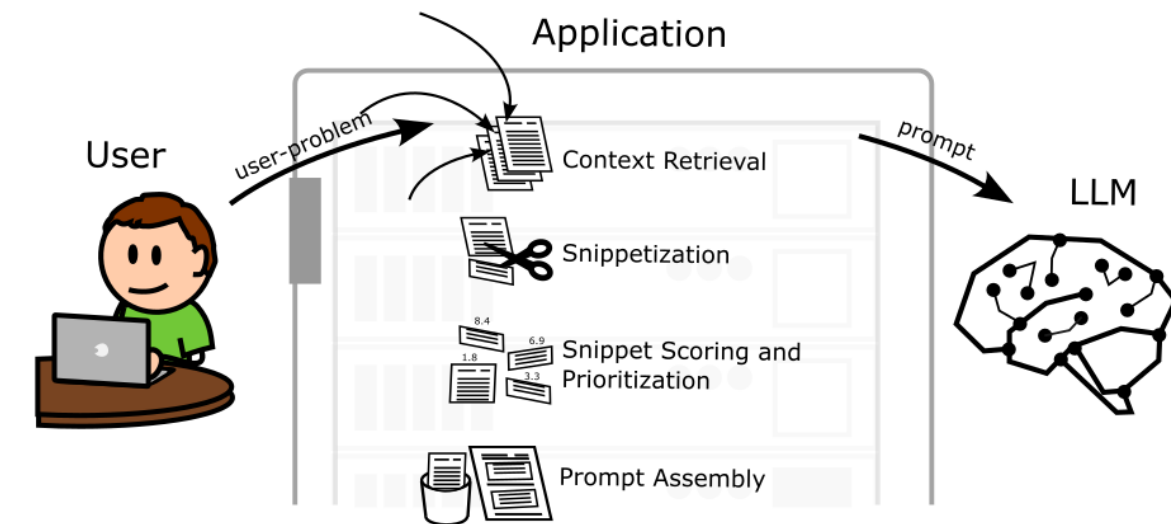 Application
User
user-problem
prompt
LLM
Context Retrieval
Snippetization
8.4
6.9
1.8
3.3
Snippet Scoring and
Prioritization
Prompt Assembly